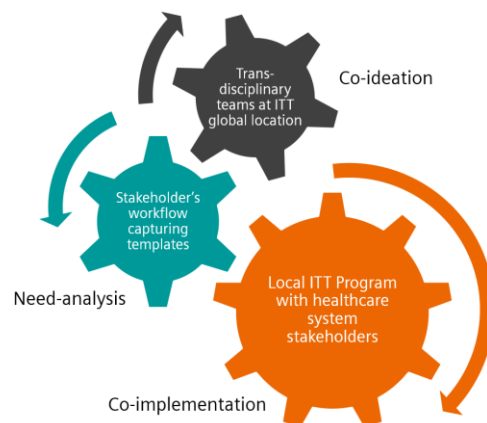 Trans-
disciplinary
teams at ITT
global location
Co-ideation
Stakeholder's
workflow
capturing
templates
Need-analysis
Local ITT Program
with healthcare
system
stakeholders
Co-implementation